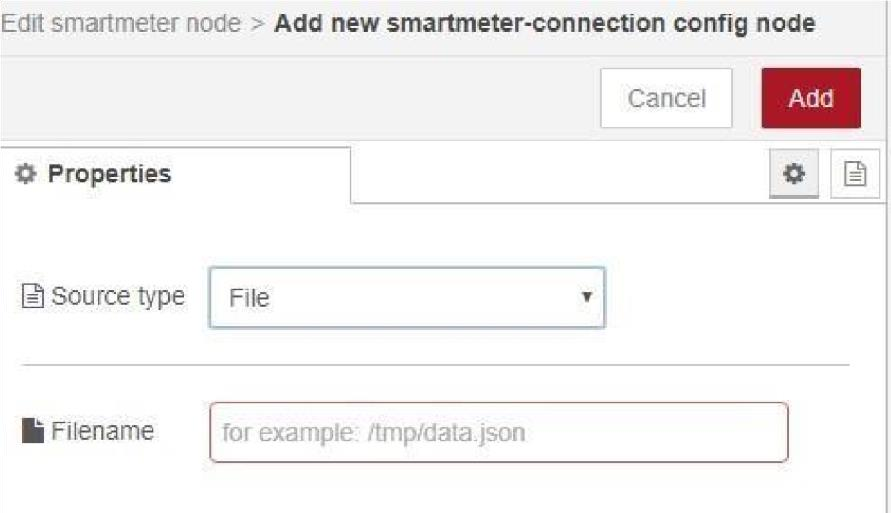 Edit smartmeter node > Add new smartmeter-connection config node
Cancel
Add
Properties
Source type
File
Filename
for example: /tmp/data.json